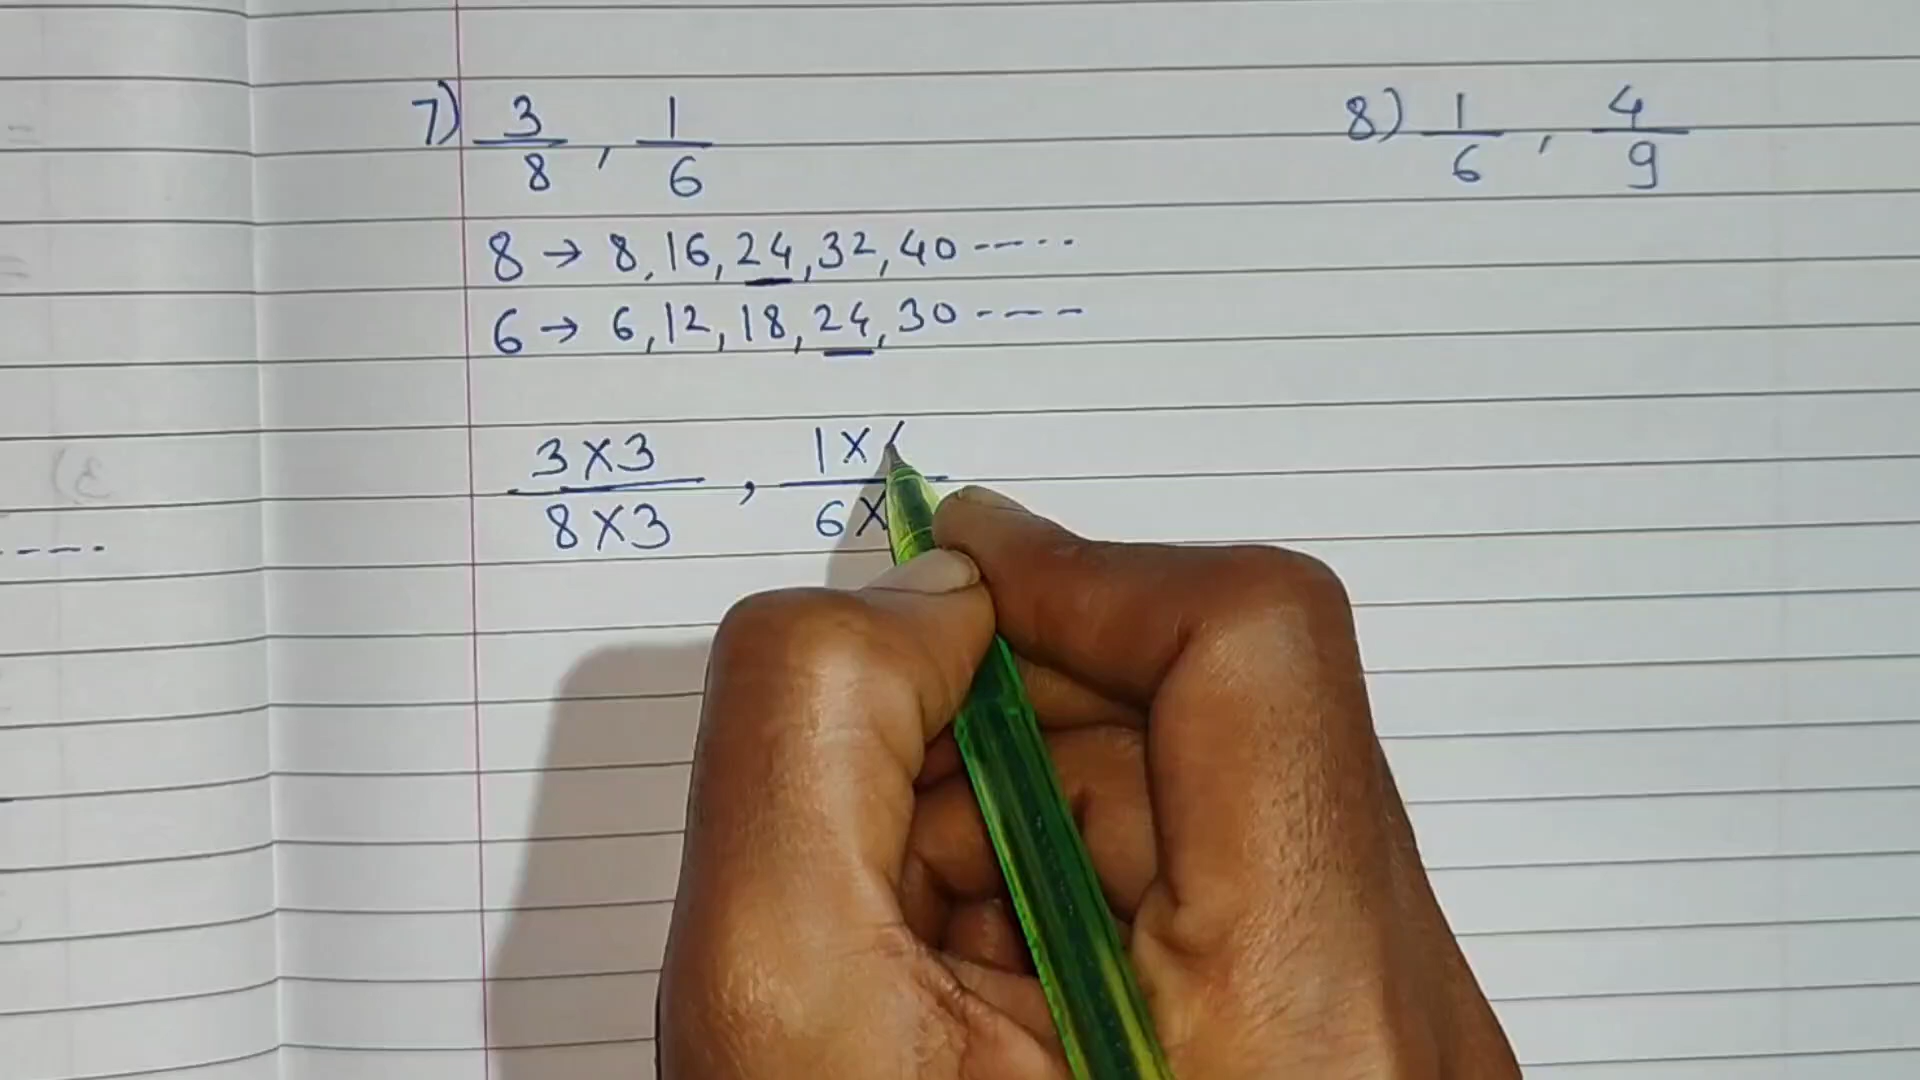 7) 3/8 , 1/6
8 → 8, 16, 24, 32, 40 -----
6 → 6, 12, 18, 24, 30 ----
3×3/8×3 , 1×/6×
8) 1/6 , 4/9